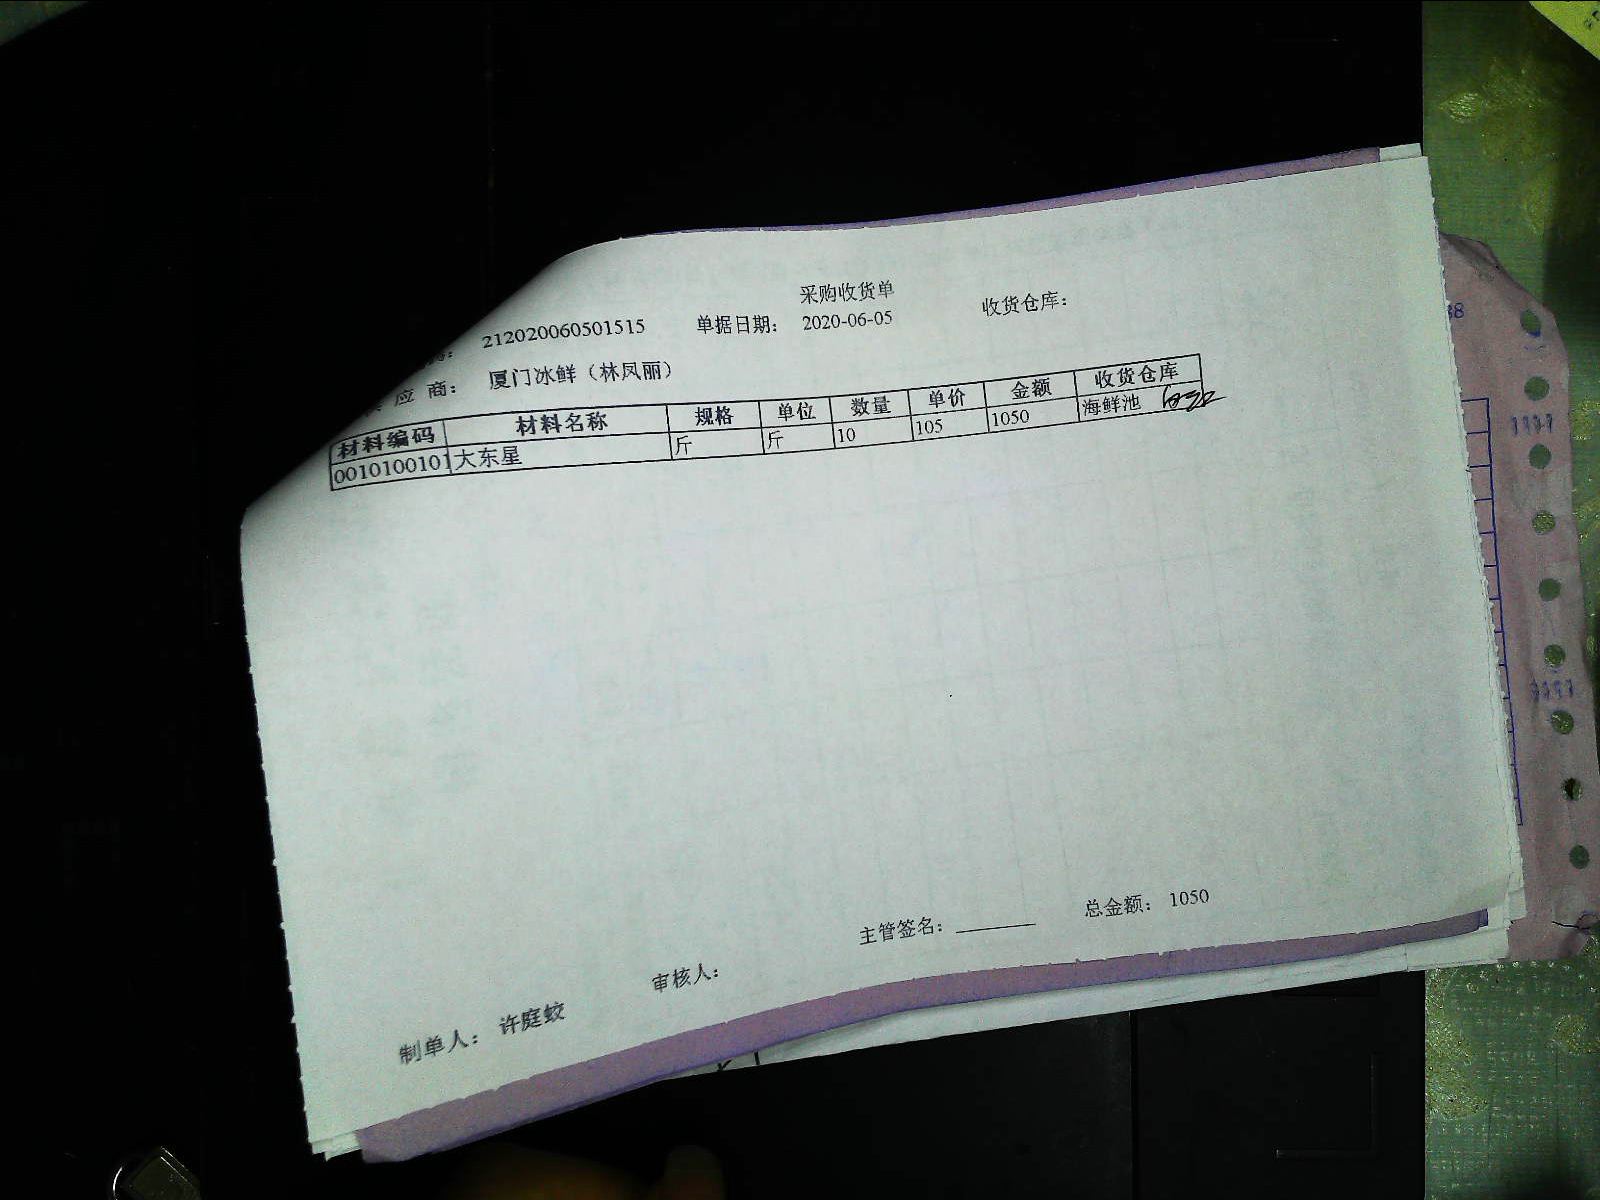 采购收货单
212020060501515 单据日期: 2020-06-05 收货仓库:
应 商: 厦门冰鲜（林凤丽）
材料编码 材料名称 规格 单位 数量 单价 金额 收货仓库
0010100101 大东星 斤 斤 10 105 1050 海鲜池
主管签名: 总金额: 1050
制单人: 许庭蛟 审核人: